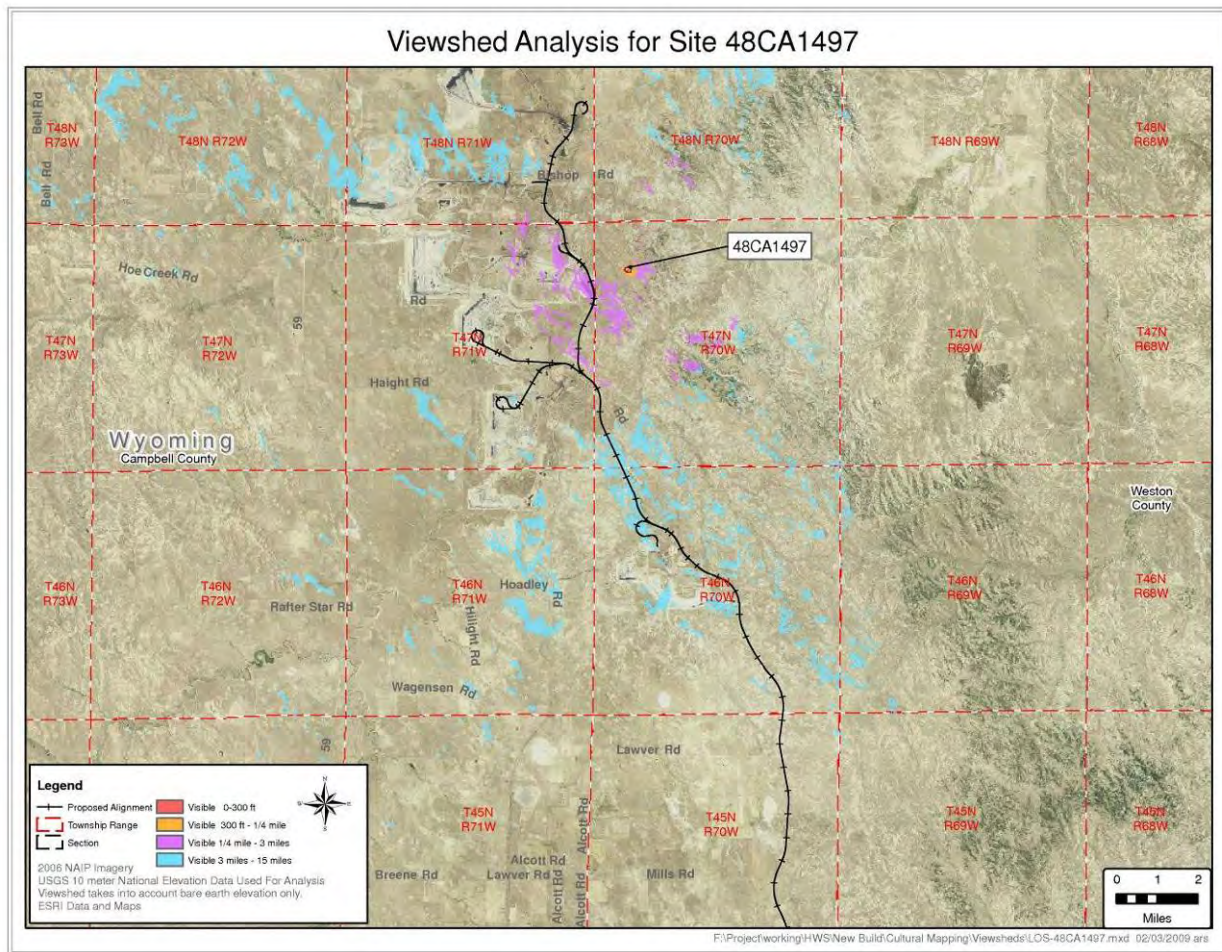 Viewshed Analysis for Site 48CA1497
Bell Rd
T48N
R73W
Bell Rd
T48N R72W
T48N R71W
T48N R70W
T48N R69W
T48N
R68W
Bishop Rd
48CA1497
Hoe Creek Rd
Rd
59
T47N
R73W
T47N
R72W
T47N
R71W
T47N
R70W
T47N
R69W
T47N
R68W
Haight Rd
Rd
Wyoming
Campbell County
Weston
County
T46N
R73W
T46N
R72W
T46N
R71W
T46N
R70W
T46N
R69W
T46N
R68W
Hoadley Rd
Rafter Star Rd
Hilight Rd
Wagensen Rd
59
Lawver Rd
T45N
R71W
T45N
R70W
T45N
R69W
T45N
R68W
Alcott Rd
Alcott Rd
Lawver Rd
Breene Rd
Mills Rd
Alcott Rd
Alcott Rd
Legend
N
E
S
W
Proposed Alignment
Township Range
Section
Visible 0-300 ft
Visible 300 ft - 1/4 mile
Visible 1/4 mile - 3 miles
Visible 3 miles - 15 miles
2006 NAIP Imagery
USGS 10 meter National Elevation Data Used For Analysis
Viewshed takes into account bare earth elevation only.
ESRI Data and Maps
0 1 2
Miles
F:\Project\working\HWS\New Build\Cultural Mapping\Viewsheds\LOS-48CA1497.mxd 02/03/2009 ars